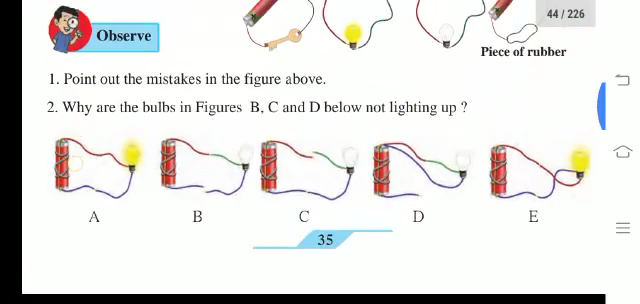 44 / 226
Observe
Piece of rubber
1. Point out the mistakes in the figure above.
2. Why are the bulbs in Figures B, C and D below not lighting up ?
A B C D E
35